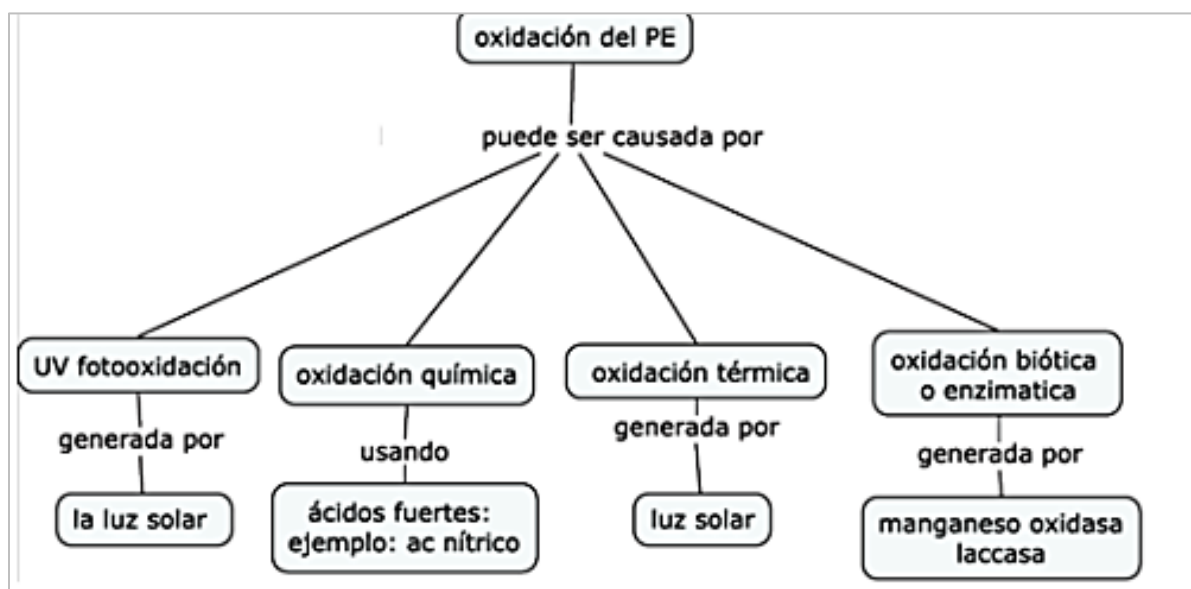 oxidación del PE
puede ser causada por
UV fotooxidación
generada por
la luz solar
oxidación química
usando
ácidos fuertes:
ejemplo: ac nítrico
oxidación térmica
generada por
luz solar
oxidación biótica
o enzimatica
generada por
manganeso oxidasa
laccasa